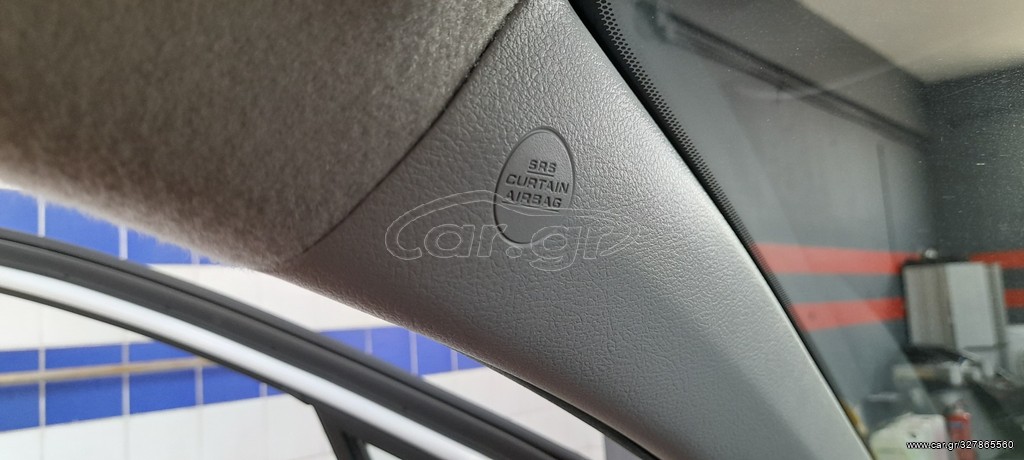 SRS
CURTAIN
AIRBAG
car.gr
www.car.gr/327865560